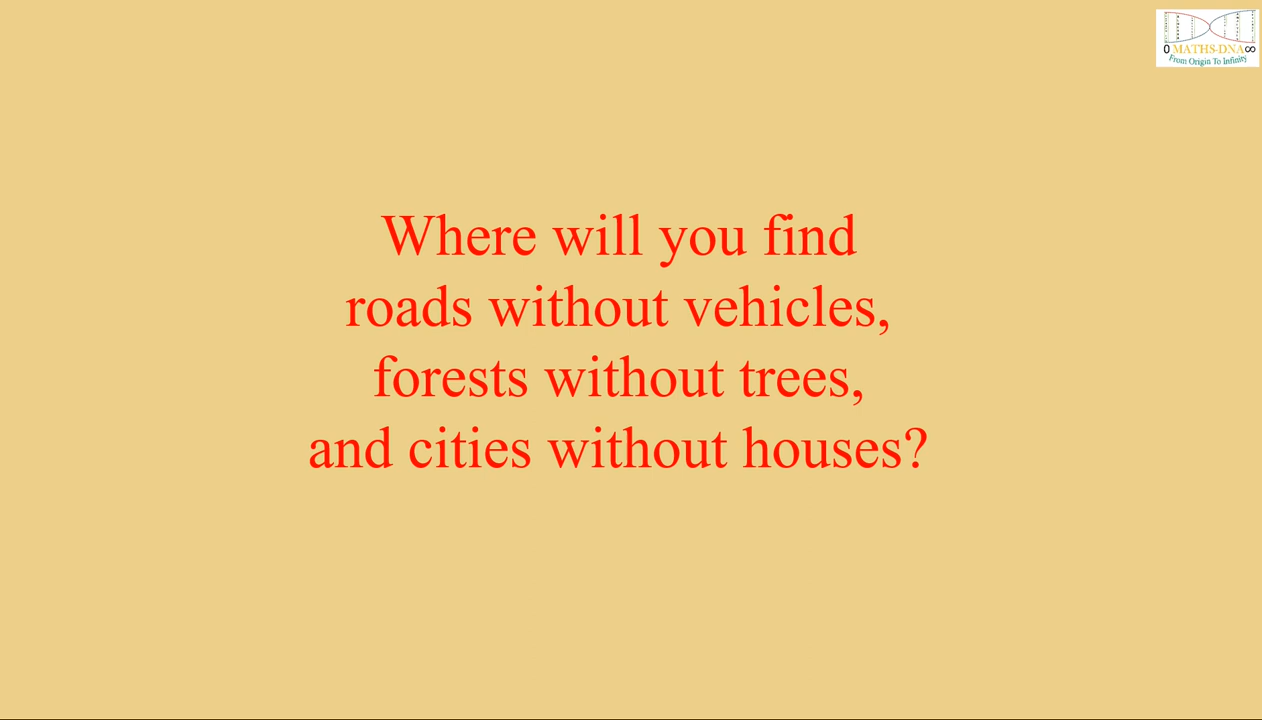 0 MATHS-DNA∞
From Origin To Infinity
Where will you find
roads without vehicles,
forests without trees,
and cities without houses?